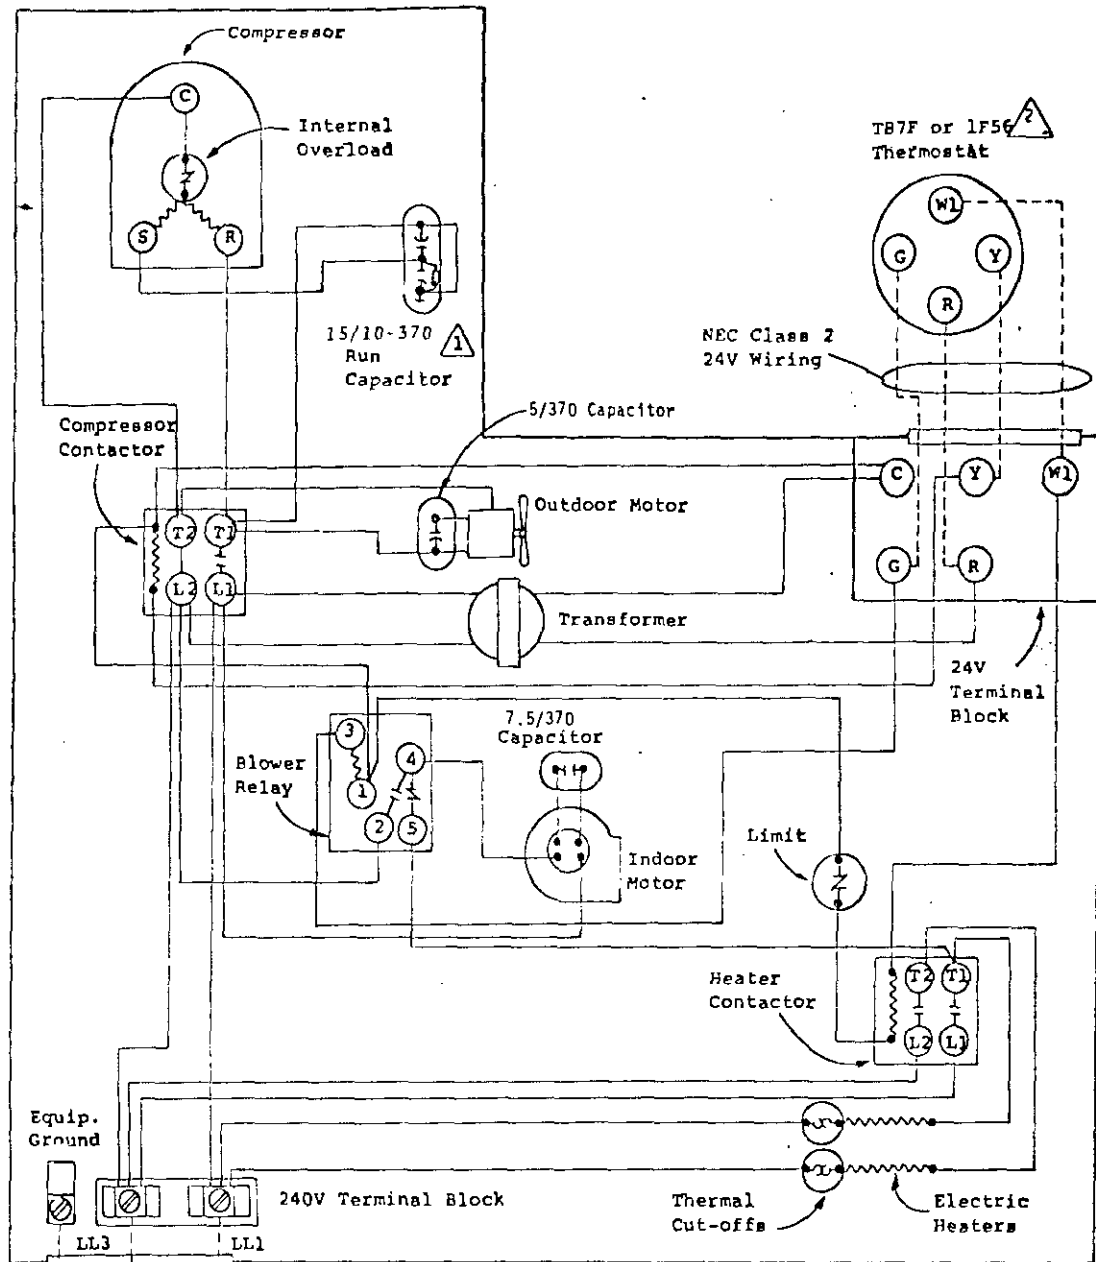 Compressor
C
Internal
Overload
S
R
15/10-370
Run
Capacitor
1
TB7F or 1F56
Thermostat
2
W1
G
Y
R
NEC Class 2
24V Wiring
5/370 Capacitor
Compressor
Contactor
Outdoor Motor
T2
T1
L2
L1
C
Y
W1
G
R
Transformer
24V
Terminal
Block
7.5/370
Capacitor
Blower
Relay
3
4
1
2
5
Indoor
Motor
Limit
Heater
Contactor
T2
T1
L2
L1
Equip.
Ground
240V Terminal Block
LL3
LL1
Thermal
Cut-offs
Electric
Heaters